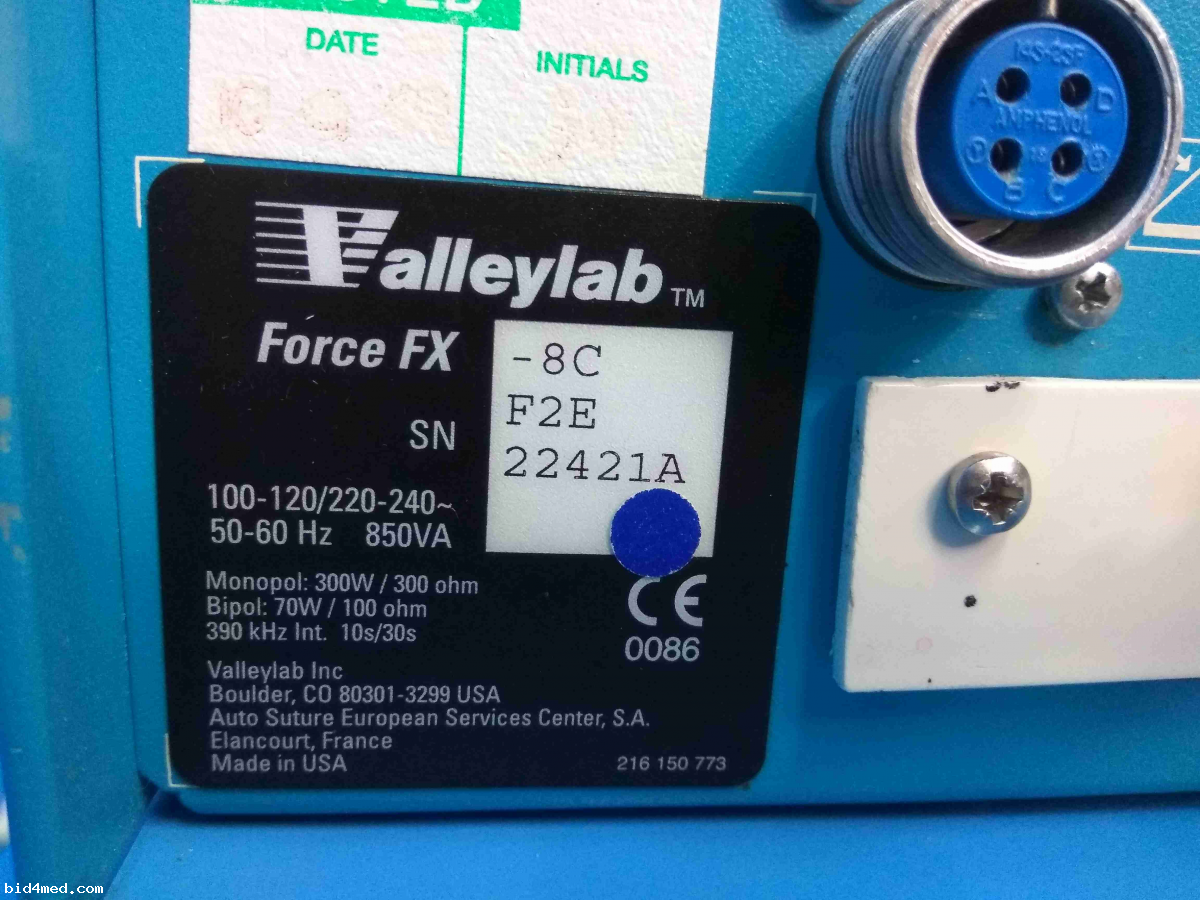 DATE
INITIALS
14S-2SF
A D
AMPHENOL
B C
Valleylab™
Force FX
-8C
SN
F2E
22421A
100-120/220-240~
50-60 Hz 850VA
Monopol: 300W / 300 ohm
Bipol: 70W / 100 ohm
390 kHz Int. 10s/30s
CE
0086
Valleylab Inc
Boulder, CO 80301-3299 USA
Auto Suture European Services Center, S.A.
Elancourt, France
Made in USA
216 150 773
bid4med.com